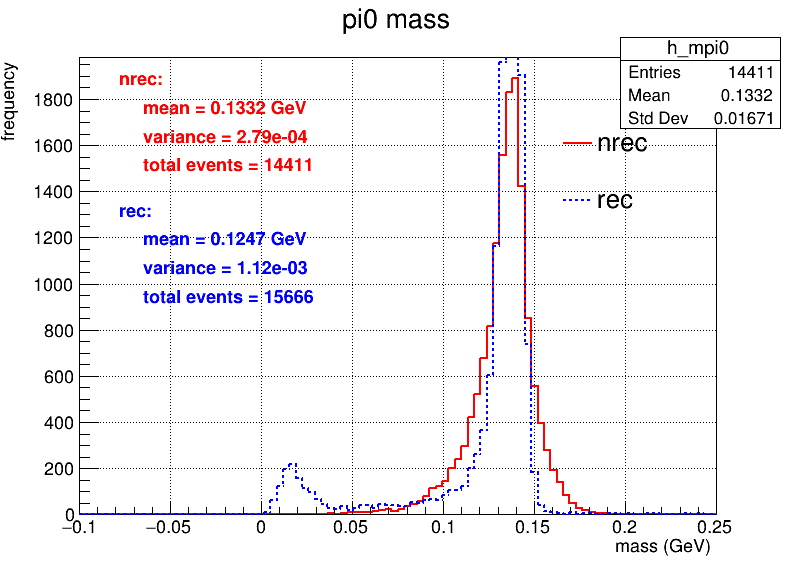 pi0 mass
h_mpi0
Entries 14411
Mean 0.1332
Std Dev 0.01671
frequency
nrec:
mean = 0.1332 GeV
variance = 2.79e-04
total events = 14411
rec:
mean = 0.1247 GeV
variance = 1.12e-03
total events = 15666
nrec
rec
1800
1600
1400
1200
1000
800
600
400
200
0
−0.1 −0.05 0 0.05 0.1 0.15 0.2 0.25
mass (GeV)